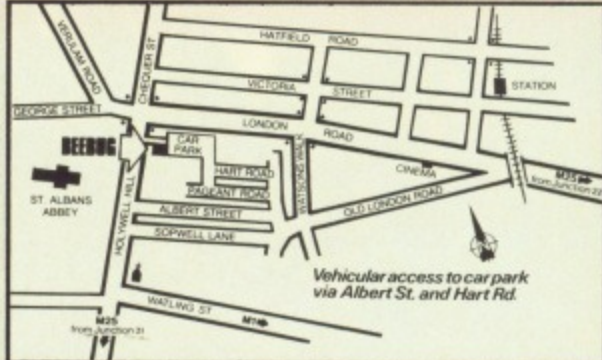 HATFIELD ROAD
VERULAM ROAD
CHEQUER ST
VICTORIA STREET
STATION
GEORGE STREET
LONDON ROAD
BEEBUG
CAR
PARK
WATSONS WALK
HART ROAD
CINEMA
M25
from Junction 22
PAGEANT ROAD
ST. ALBANS
ABBEY
HOLYWELL HILL
ALBERT STREET
OLD LONDON ROAD
SOPWELL LANE
Vehicular access to car park
via Albert St. and Hart Rd.
WATLING ST
M1
M25
from Junction 21